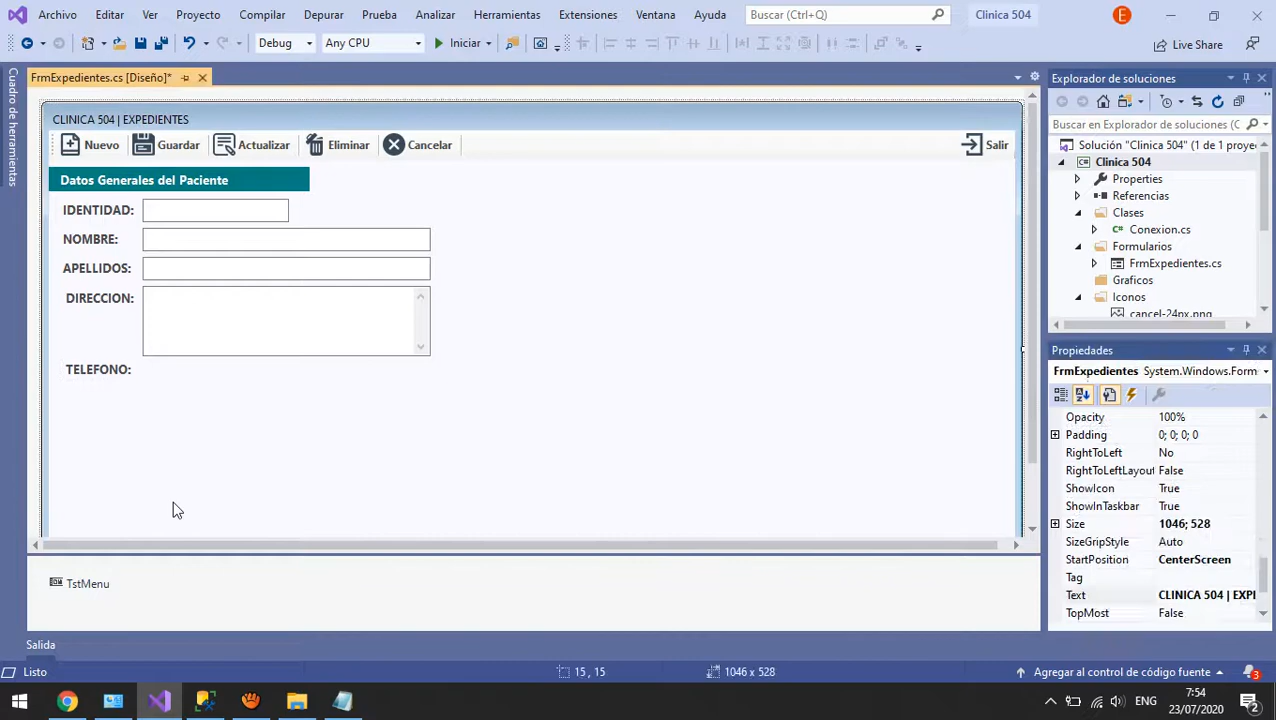 Archivo Editar Ver Proyecto Compilar Depurar Prueba Analizar Herramientas Extensiones Ventana Ayuda Buscar (Ctrl+Q) Clinica 504 E
Debug Any CPU Iniciar Live Share
Cuadro de herramientas
FrmExpedientes.cs [Diseño]*
CLINICA 504 | EXPEDIENTES
Nuevo Guardar Actualizar Eliminar Cancelar Salir
Datos Generales del Paciente
IDENTIDAD:
NOMBRE:
APELLIDOS:
DIRECCION:
TELEFONO:
TstMenu
Explorador de soluciones
Buscar en Explorador de soluciones (C
Solución "Clinica 504" (1 de 1 proye
Clinica 504
Properties
Referencias
Clases
Conexion.cs
Formularios
FrmExpedientes.cs
Graficos
Iconos
cancel-24px.png
Propiedades
FrmExpedientes System.Windows.Form
Opacity 100%
Padding 0; 0; 0; 0
RightToLeft No
RightToLeftLayout False
ShowIcon True
ShowInTaskbar True
Size 1046; 528
SizeGripStyle Auto
StartPosition CenterScreen
Tag
Text CLINICA 504 | EXPI
TopMost False
Salida
Listo 15 , 15 1046 x 528 Agregar al control de código fuente 3
ENG 7:54
23/07/2020 2